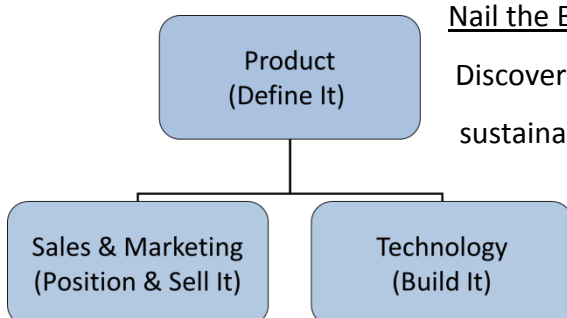 Nail the
Product
(Define It)
Discover
sustaina
Sales & Marketing
(Position & Sell It)
Technology
(Build It)